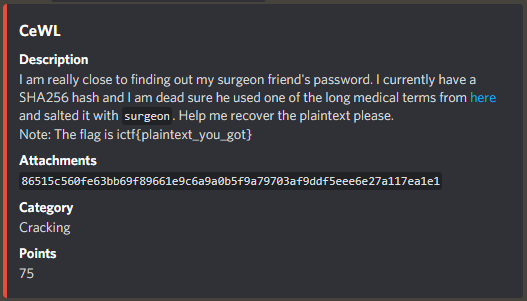 CeWL
Description
I am really close to finding out my surgeon friend's password. I currently have a
SHA256 hash and I am dead sure he used one of the long medical terms from here
and salted it with surgeon. Help me recover the plaintext please.
Note: The flag is ictf{plaintext_you_got}
Attachments
86515c560fe63bb69f89661e9c6a9a0b5f9a79703af9ddf5eee6e27a117ea1e1
Category
Cracking
Points
75